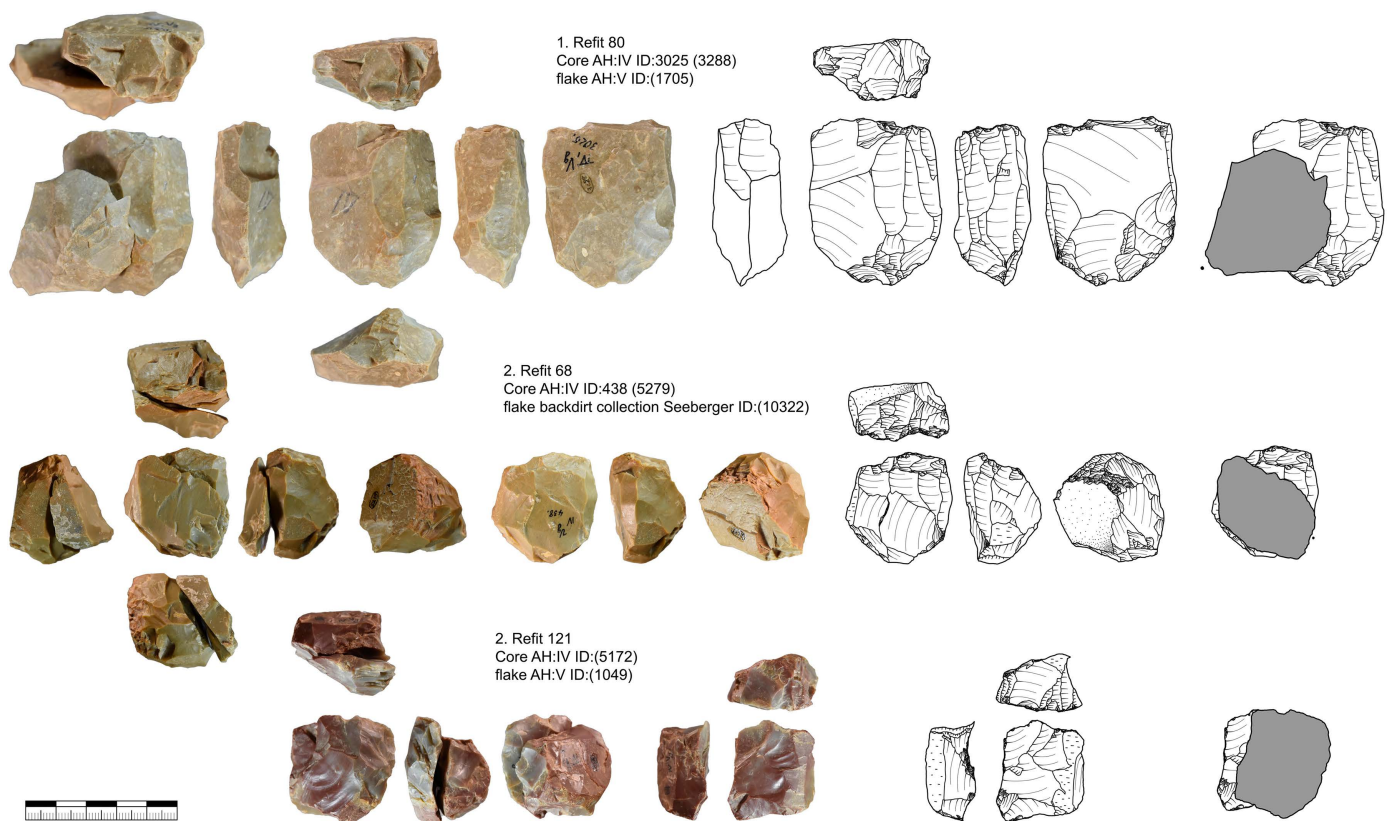 1. Refit 80
Core AH:IV ID:3025 (3288)
flake AH:V ID:(1705)
2. Refit 68
Core AH:IV ID:438 (5279)
flake backdirt collection Seeberger ID:(10322)
2. Refit 121
Core AH:IV ID:(5172)
flake AH:V ID:(1049)